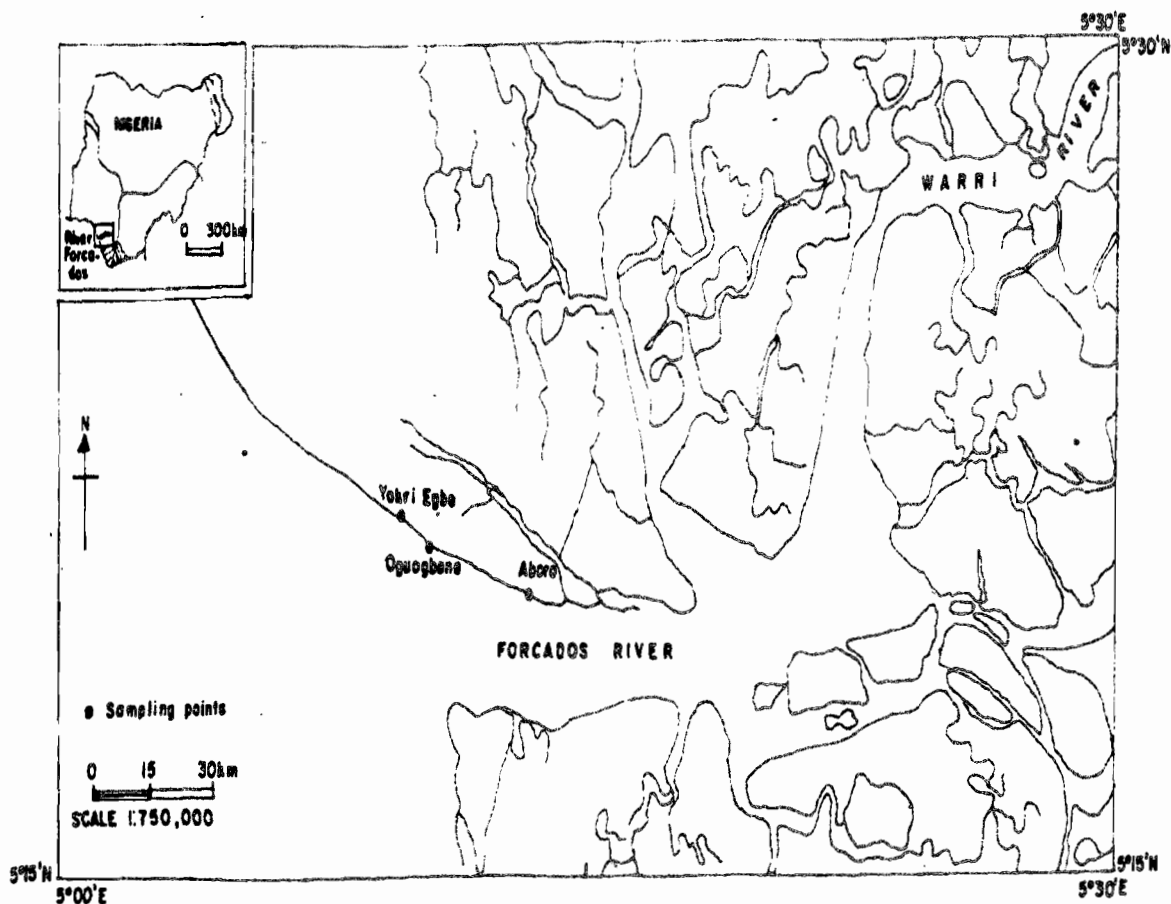 5°30'E
5°30'N
NIGERIA
0 300km
River
Forca-
dos
WARRI RIVER
N
Yokri Egbe
Oguogbene
Aboro
FORCADOS RIVER
Sampling points
0 15 30km
SCALE 1:750,000
5°15'N
5°00'E
5°15'N
5°30'E